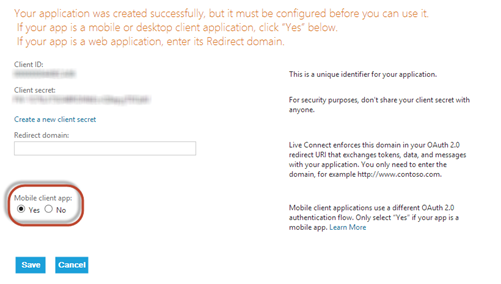 Your application was created successfully, but it must be configured before you can use it.
If your app is a mobile or desktop client application, click "Yes" below.
If your app is a web application, enter its Redirect domain.
Client ID:
This is a unique identifier for your application.
Client secret:
For security purposes, don't share your client secret with
anyone.
Create a new client secret
Redirect domain:
Live Connect enforces this domain in your OAuth 2.0
redirect URI that exchanges tokens, data, and messages
with your application. You only need to enter the
domain, for example http://www.contoso.com.
Mobile client app:
Yes No
Mobile client applications use a different OAuth 2.0
authentication flow. Only select "Yes" if your app is a
mobile app. Learn More
Save Cancel